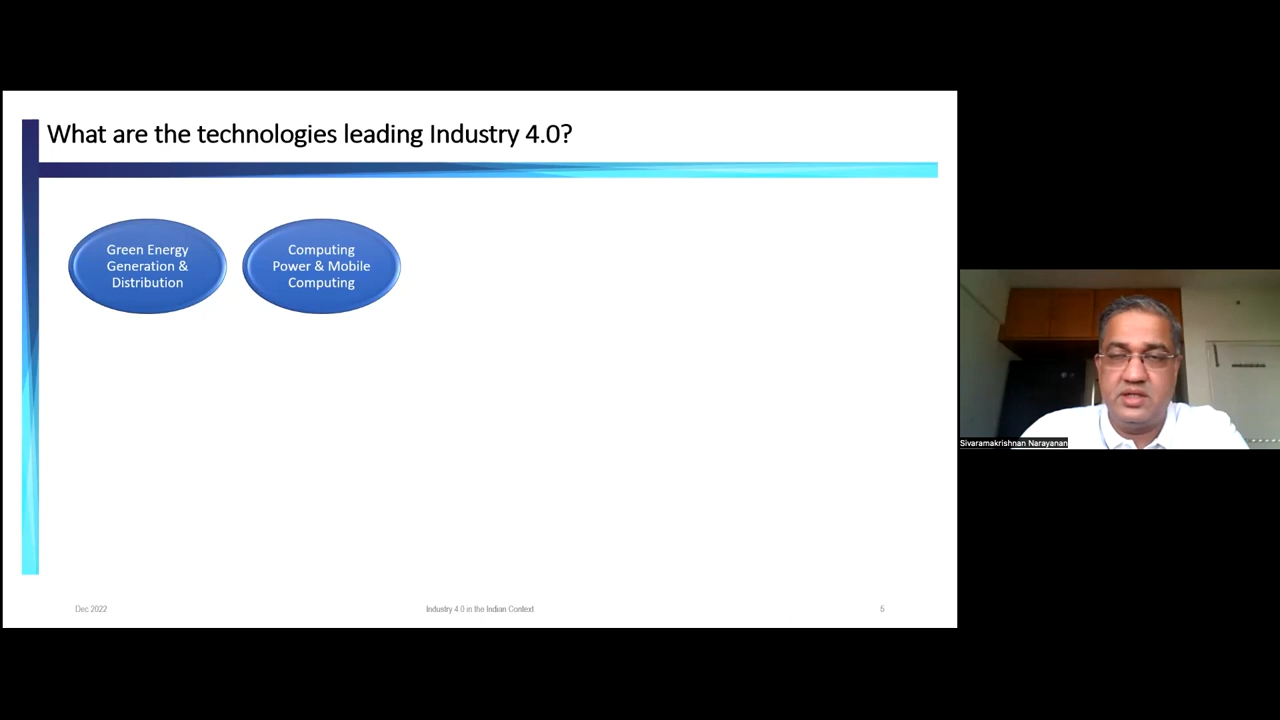 What are the technologies leading Industry 4.0?
Green Energy
Generation &
Distribution
Computing
Power & Mobile
Computing
Sivaramakrishnan Narayanan
Dec 2022
Industry 4.0 in the Indian Context
5